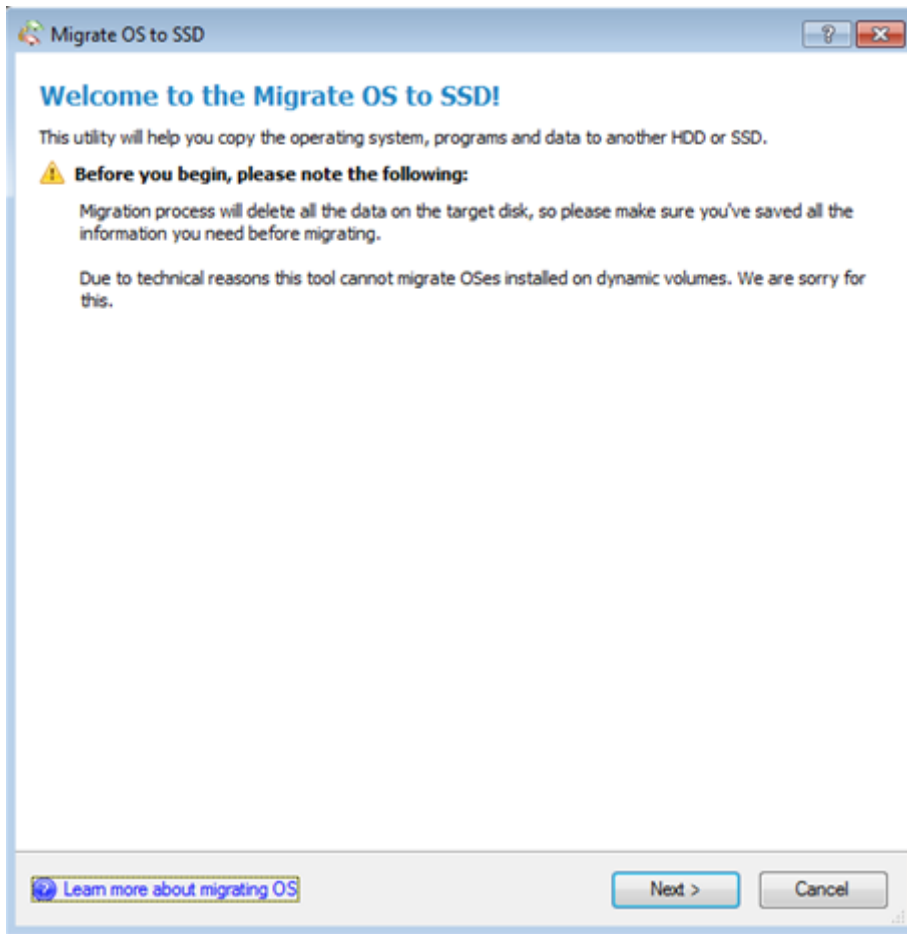 Migrate OS to SSD
Welcome to the Migrate OS to SSD!
This utility will help you copy the operating system, programs and data to another HDD or SSD.
Before you begin, please note the following:
Migration process will delete all the data on the target disk, so please make sure you've saved all the
information you need before migrating.
Due to technical reasons this tool cannot migrate OSes installed on dynamic volumes. We are sorry for
this.
Learn more about migrating OS
Next >
Cancel